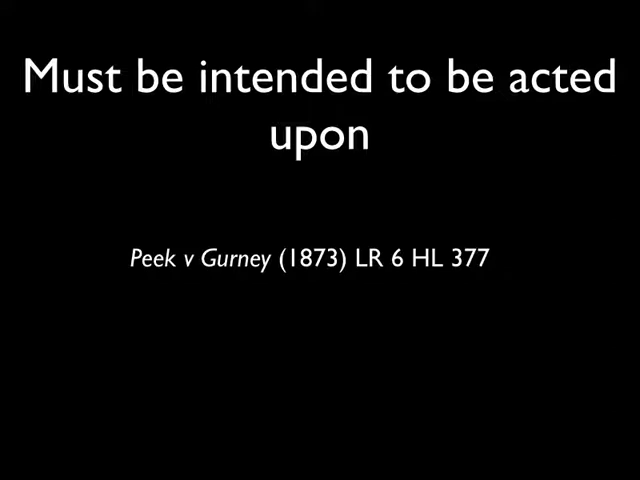 Must be intended to be acted
upon
Peek v Gurney (1873) LR 6 HL 377